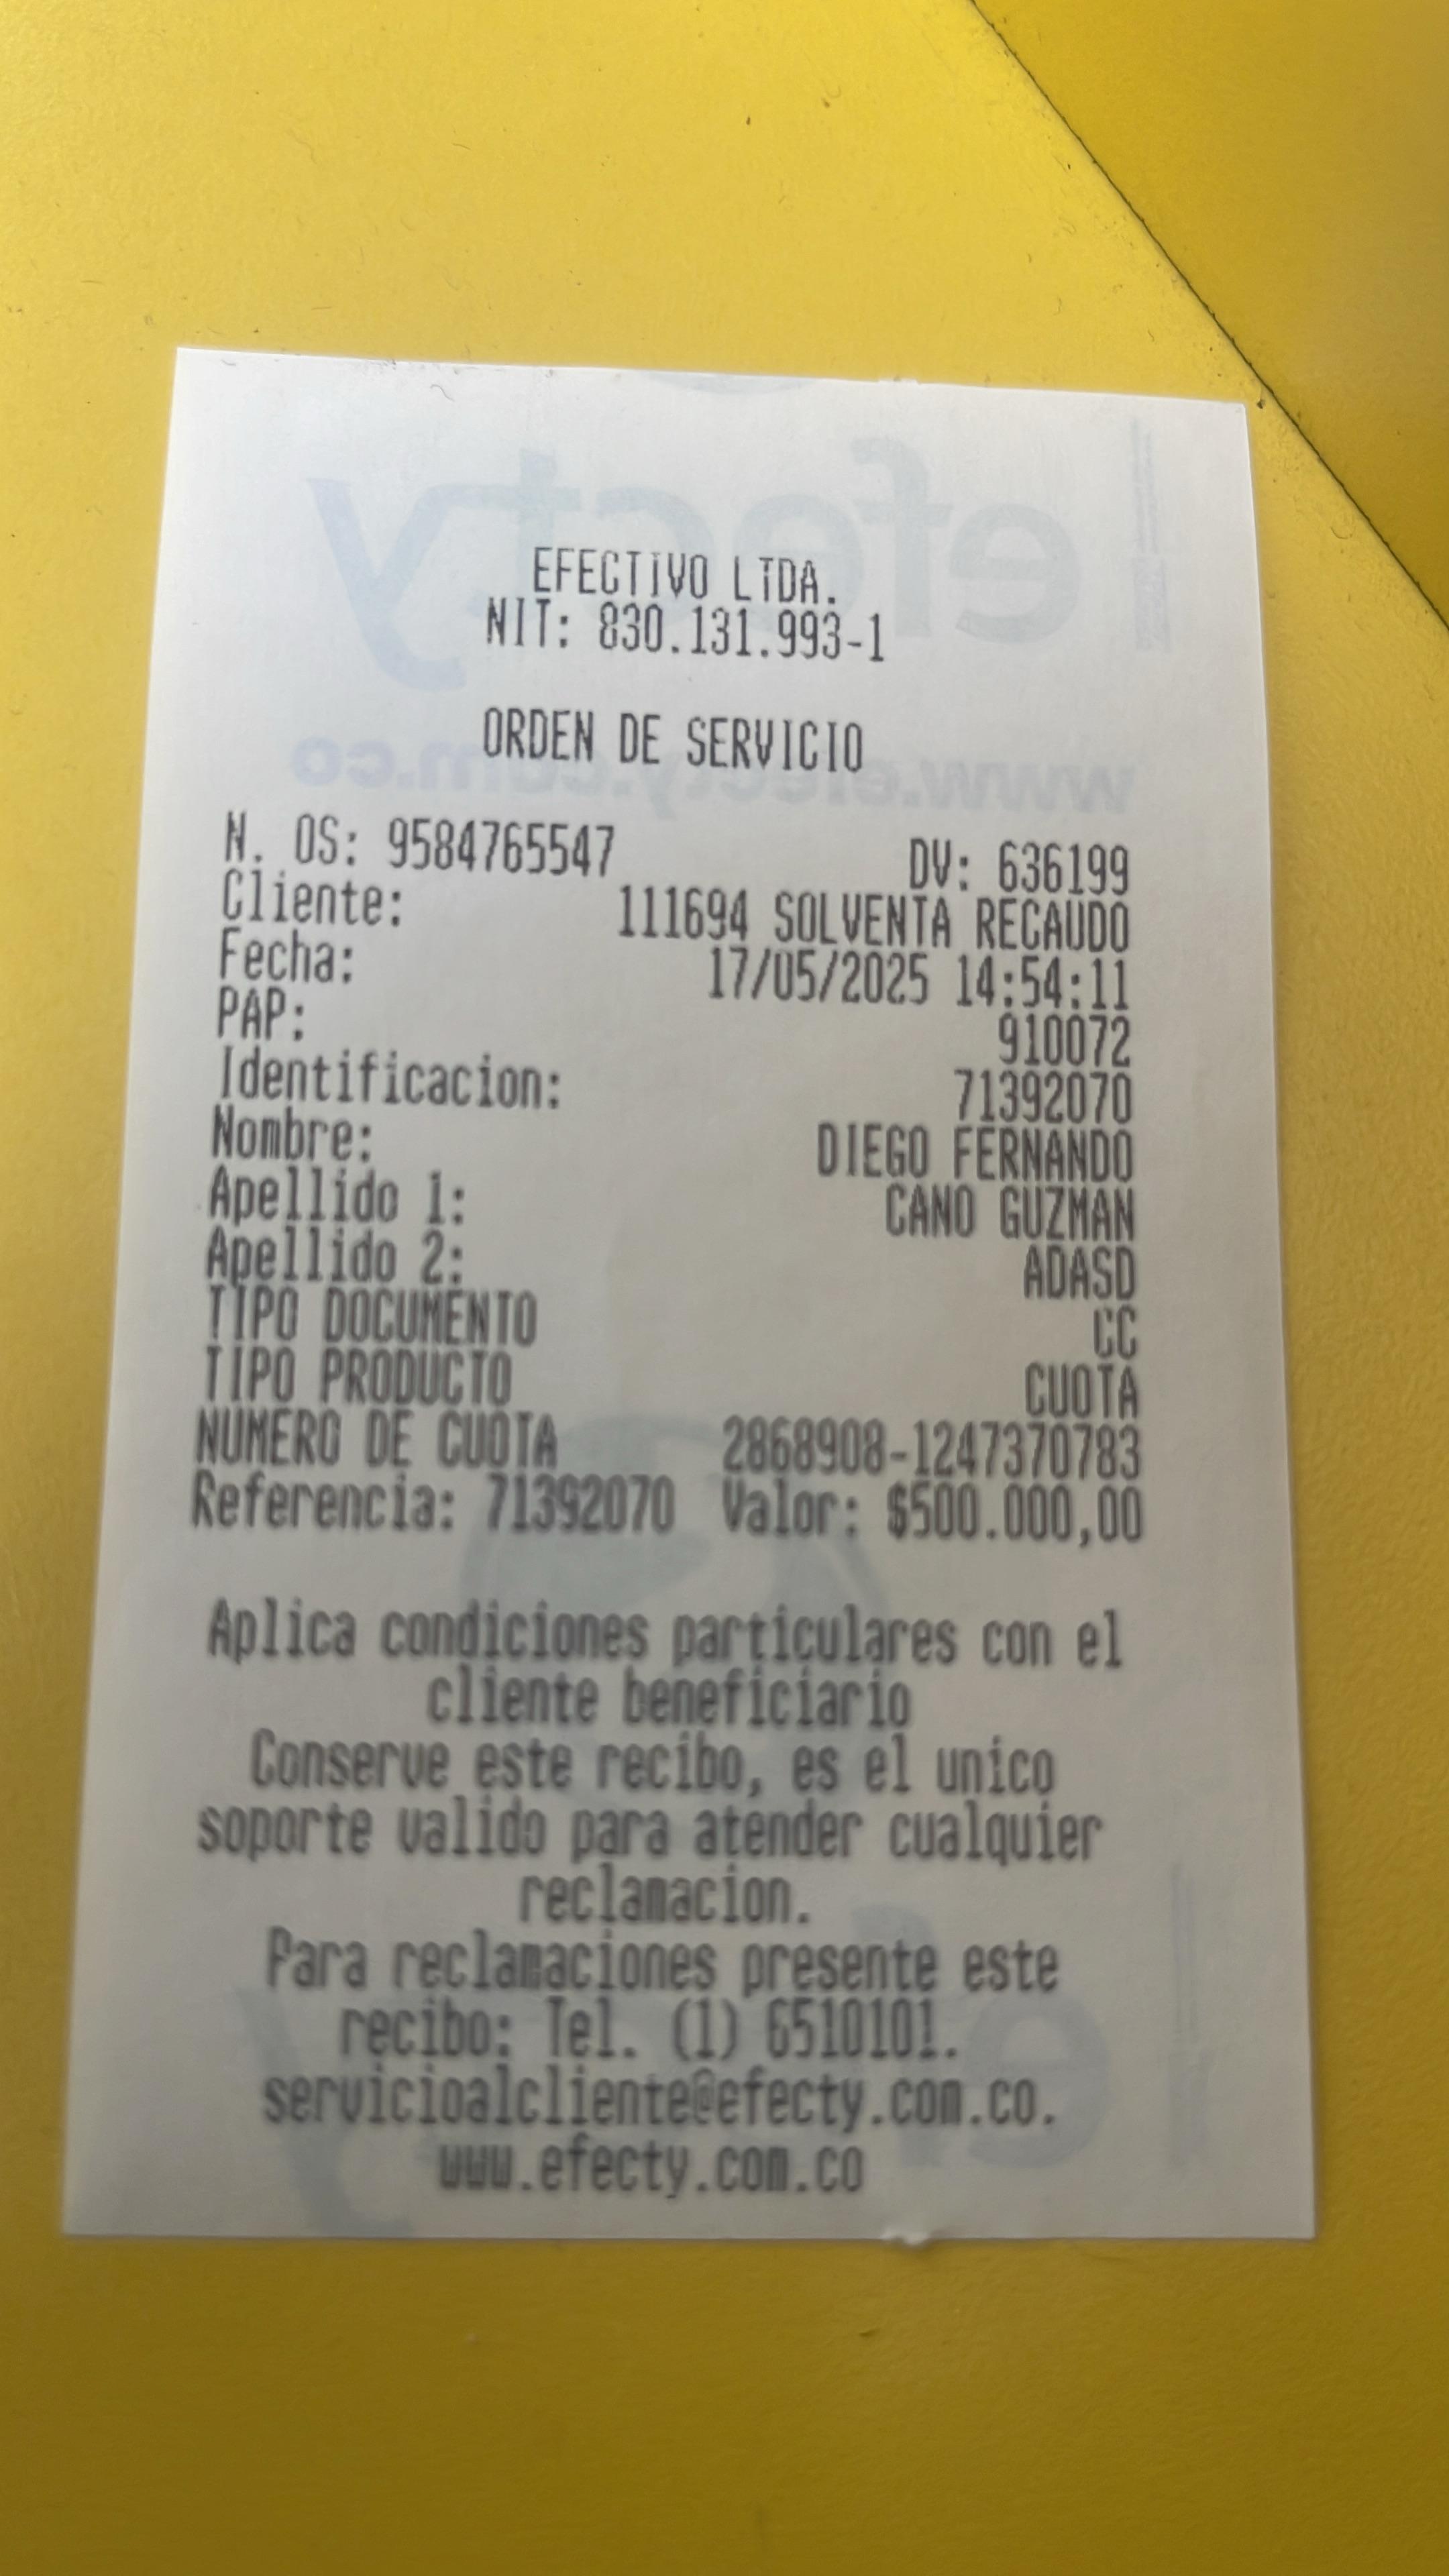 EFECTIVO LTDA.
NIT: 830.131.993-1
ORDEN DE SERVICIO
N. OS: 9584765547 DV: 636199
Cliente: 111694 SOLVENTA RECAUDO
Fecha: 17/05/2025 14:54:11
PAP: 910072
Identificacion: 71392070
Nombre: DIEGO FERNANDO
Apellido 1: CANO GUZMAN
Apellido 2: ADASD
TIPO DOCUMENTO CC
TIPO PRODUCTO CUOTA
NUMERO DE CUOTA 2868908-1247370783
Referencia: 71392070 Valor: $500.000,00
Aplica condiciones particulares con el
cliente beneficiario
Conserve este recibo, es el unico
soporte valido para atender cualquier
reclamacion.
Para reclamaciones presente este
recibo: Tel. (1) 6510101.
servicioalcliente@efecty.com.co.
www.efecty.com.co